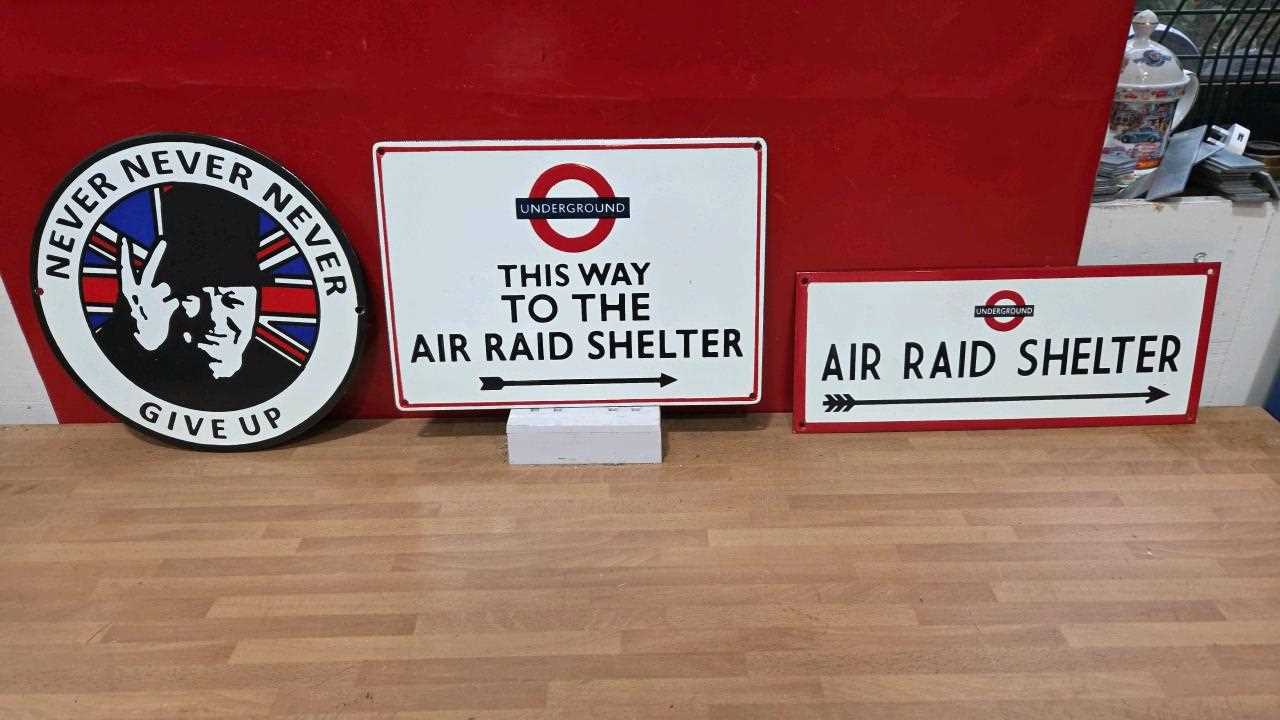 NEVER NEVER NEVER
GIVE UP
UNDERGROUND
THIS WAY
TO THE
AIR RAID SHELTER
UNDERGROUND
AIR RAID SHELTER